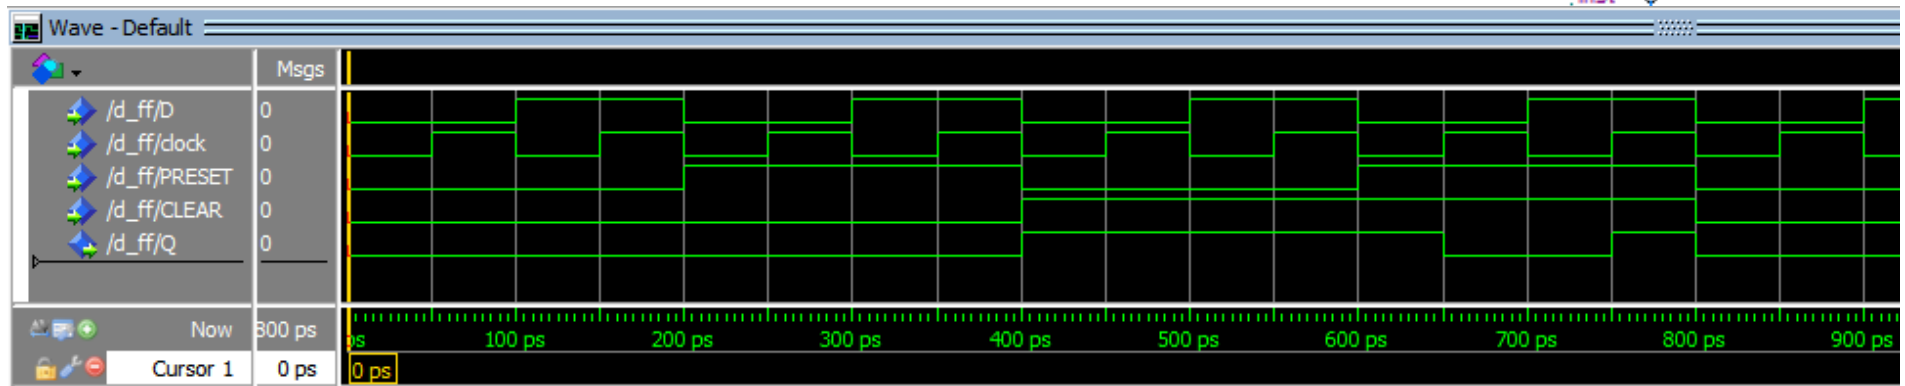 Wave - Default
Msgs
/d_ff/D 0
/d_ff/clock 0
/d_ff/PRESET 0
/d_ff/CLEAR 0
/d_ff/Q 0
Now 800 ps
ps 100 ps 200 ps 300 ps 400 ps 500 ps 600 ps 700 ps 800 ps 900 ps
Cursor 1 0 ps 0 ps